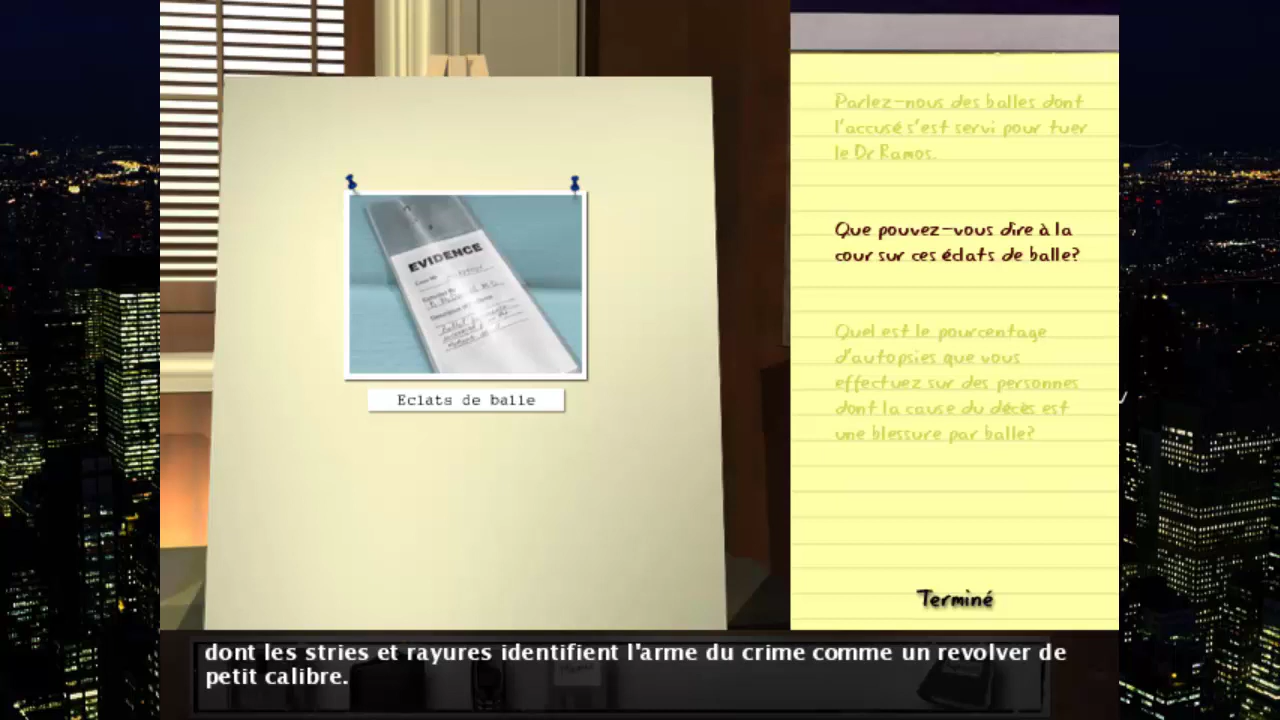 Parlez-nous des balles dont
l'accusé s'est servi pour tuer
le Dr Ramos.
Que pouvez-vous dire à la
cour sur ces éclats de balle?
Quel est le pourcentage
d'autopsies que vous
effectuez sur des personnes
dont la cause du décès est
une blessure par balle?
Terminé
EVIDENCE
Eclats de balle
dont les stries et rayures identifient l'arme du crime comme un revolver de
petit calibre.